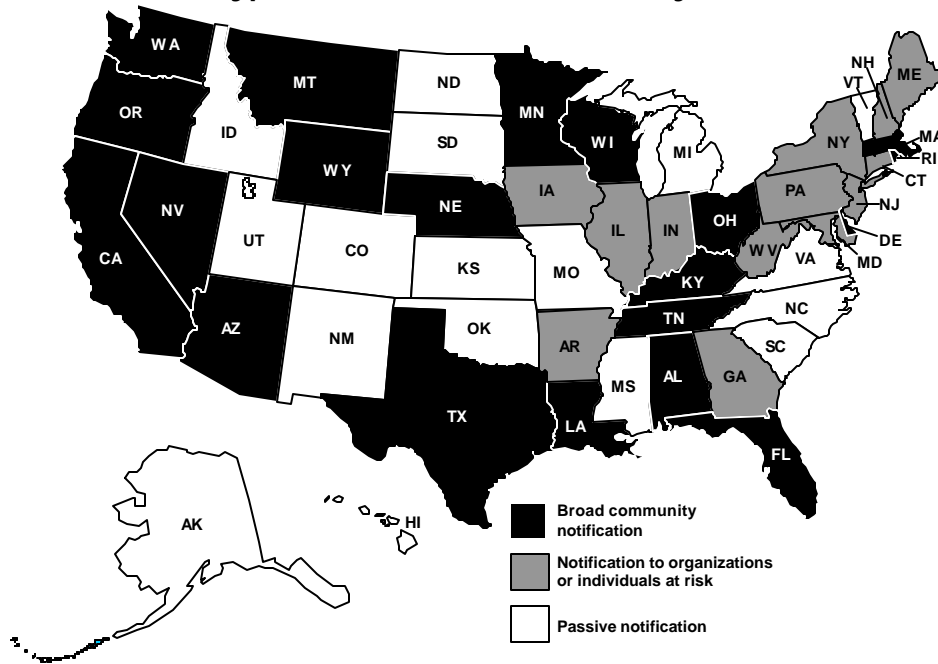 WA
MT
ND
MN
NH
ME
VT
OR
ID
SD
WI
MI
NY
MA
RI
WY
CT
IA
PA
NE
NJ
NV
OH
IL
IN
DE
UT
CO
WV
VA
MD
CA
KS
MO
KY
NC
TN
AZ
NM
OK
AR
SC
MS
AL
GA
TX
LA
FL
AK
HI
Broad community
notification
Notification to organizations
or individuals at risk
Passive notification